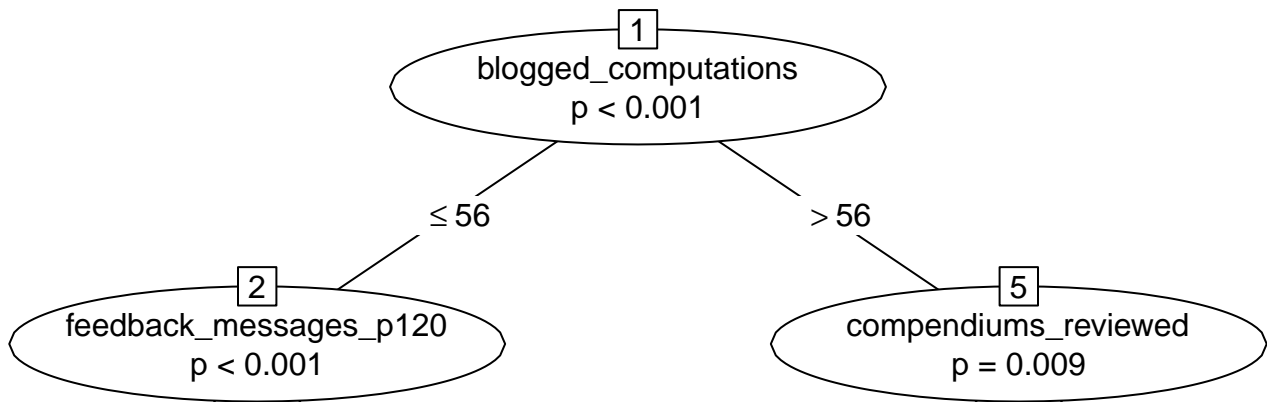 1
blogged_computations
p < 0.001
≤ 56
> 56
2
feedback_messages_p120
p < 0.001
5
compendiums_reviewed
p = 0.009